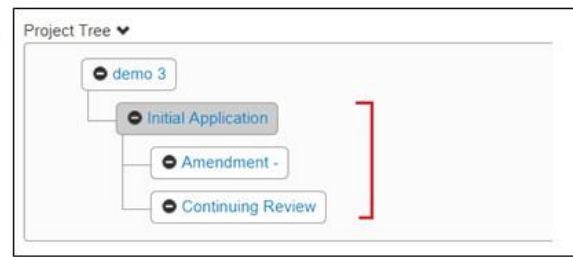 Project Tree
demo 3
Initial Application
Amendment -
Continuing Review